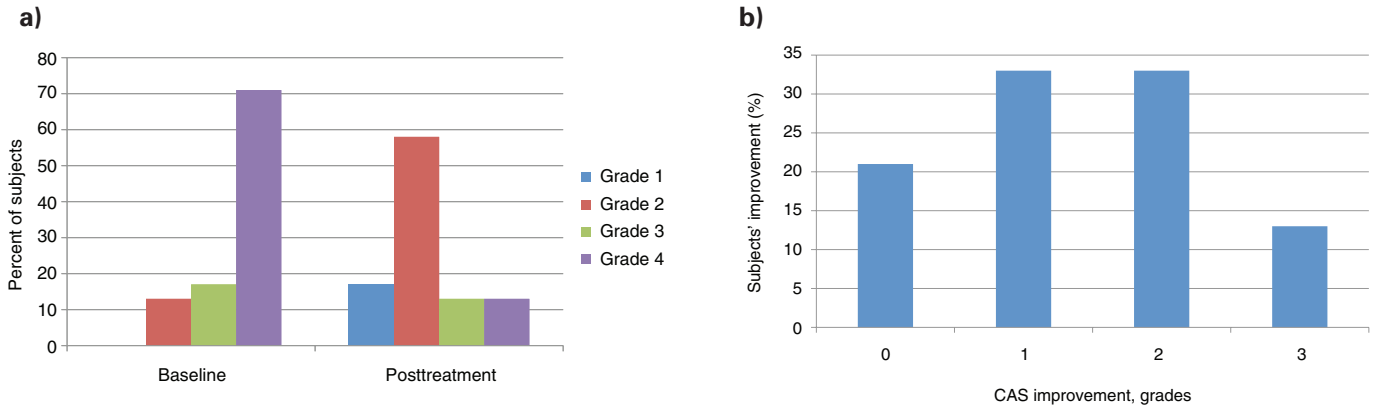 a)
80
70
60
50
40
30
20
10
0
Percent of subjects
Baseline
Posttreatment
Grade 1
Grade 2
Grade 3
Grade 4
b)
35
30
25
20
15
10
5
0
Subjects’ improvement (%)
0
1
2
3
CAS improvement, grades